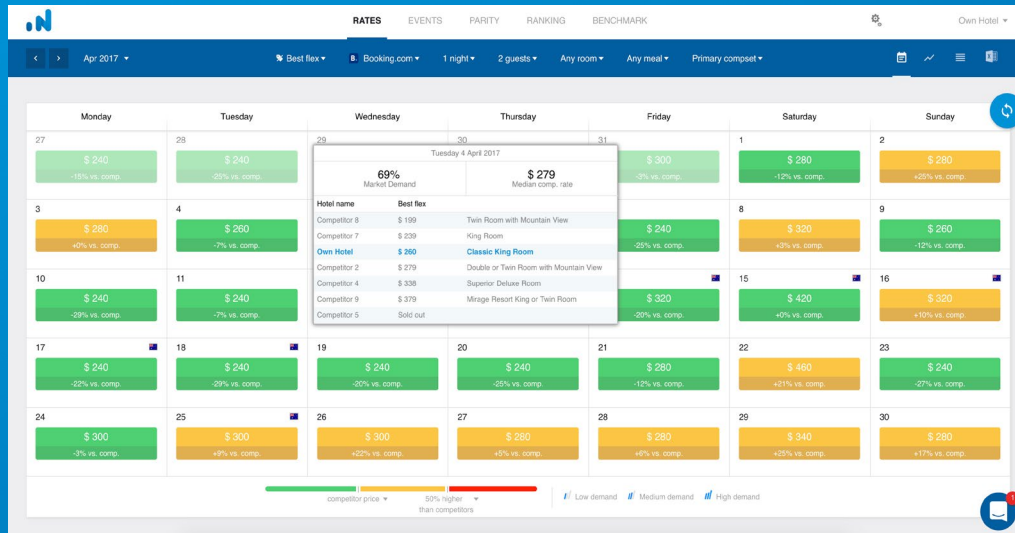 N
RATES EVENTS PARITY RANKING BENCHMARK Own Hotel
Apr 2017 Best flex B. Booking.com 1 night 2 guests Any room Any meal Primary compset
Monday Tuesday Wednesday Thursday Friday Saturday Sunday
27 28 29 30 31 1 2
$ 240 $ 240 $ 300 $ 280 $ 280
-15% vs. comp. -25% vs. comp. -3% vs. comp. -12% vs. comp. +25% vs. comp.
Tuesday 4 April 2017
69% $ 279
Market Demand Median comp. rate
Hotel name Best flex
Competitor 8 $ 199 Twin Room with Mountain View
Competitor 7 $ 239 King Room
Own Hotel $ 260 Classic King Room
Competitor 2 $ 279 Double or Twin Room with Mountain View
Competitor 4 $ 338 Superior Deluxe Room
Competitor 9 $ 379 Mirage Resort King or Twin Room
Competitor 5 Sold out
3 4 8 9
$ 280 $ 260 $ 240 $ 320 $ 260
+0% vs. comp. -7% vs. comp. -25% vs. comp. +3% vs. comp. -12% vs. comp.
10 11 15 16
$ 240 $ 240 $ 320 $ 420 $ 320
-29% vs. comp. -7% vs. comp. -20% vs. comp. +0% vs. comp. +10% vs. comp.
17 18 19 20 21 22 23
$ 240 $ 240 $ 240 $ 240 $ 280 $ 460 $ 240
-22% vs. comp. -29% vs. comp. -20% vs. comp. -25% vs. comp. -12% vs. comp. +21% vs. comp. -27% vs. comp.
24 25 26 27 28 29 30
$ 300 $ 300 $ 300 $ 280 $ 280 $ 340 $ 280
-3% vs. comp. +9% vs. comp. +22% vs. comp. +5% vs. comp. +6% vs. comp. +25% vs. comp. +17% vs. comp.
competitor price 50% higher Low demand Medium demand High demand
than competitors
1